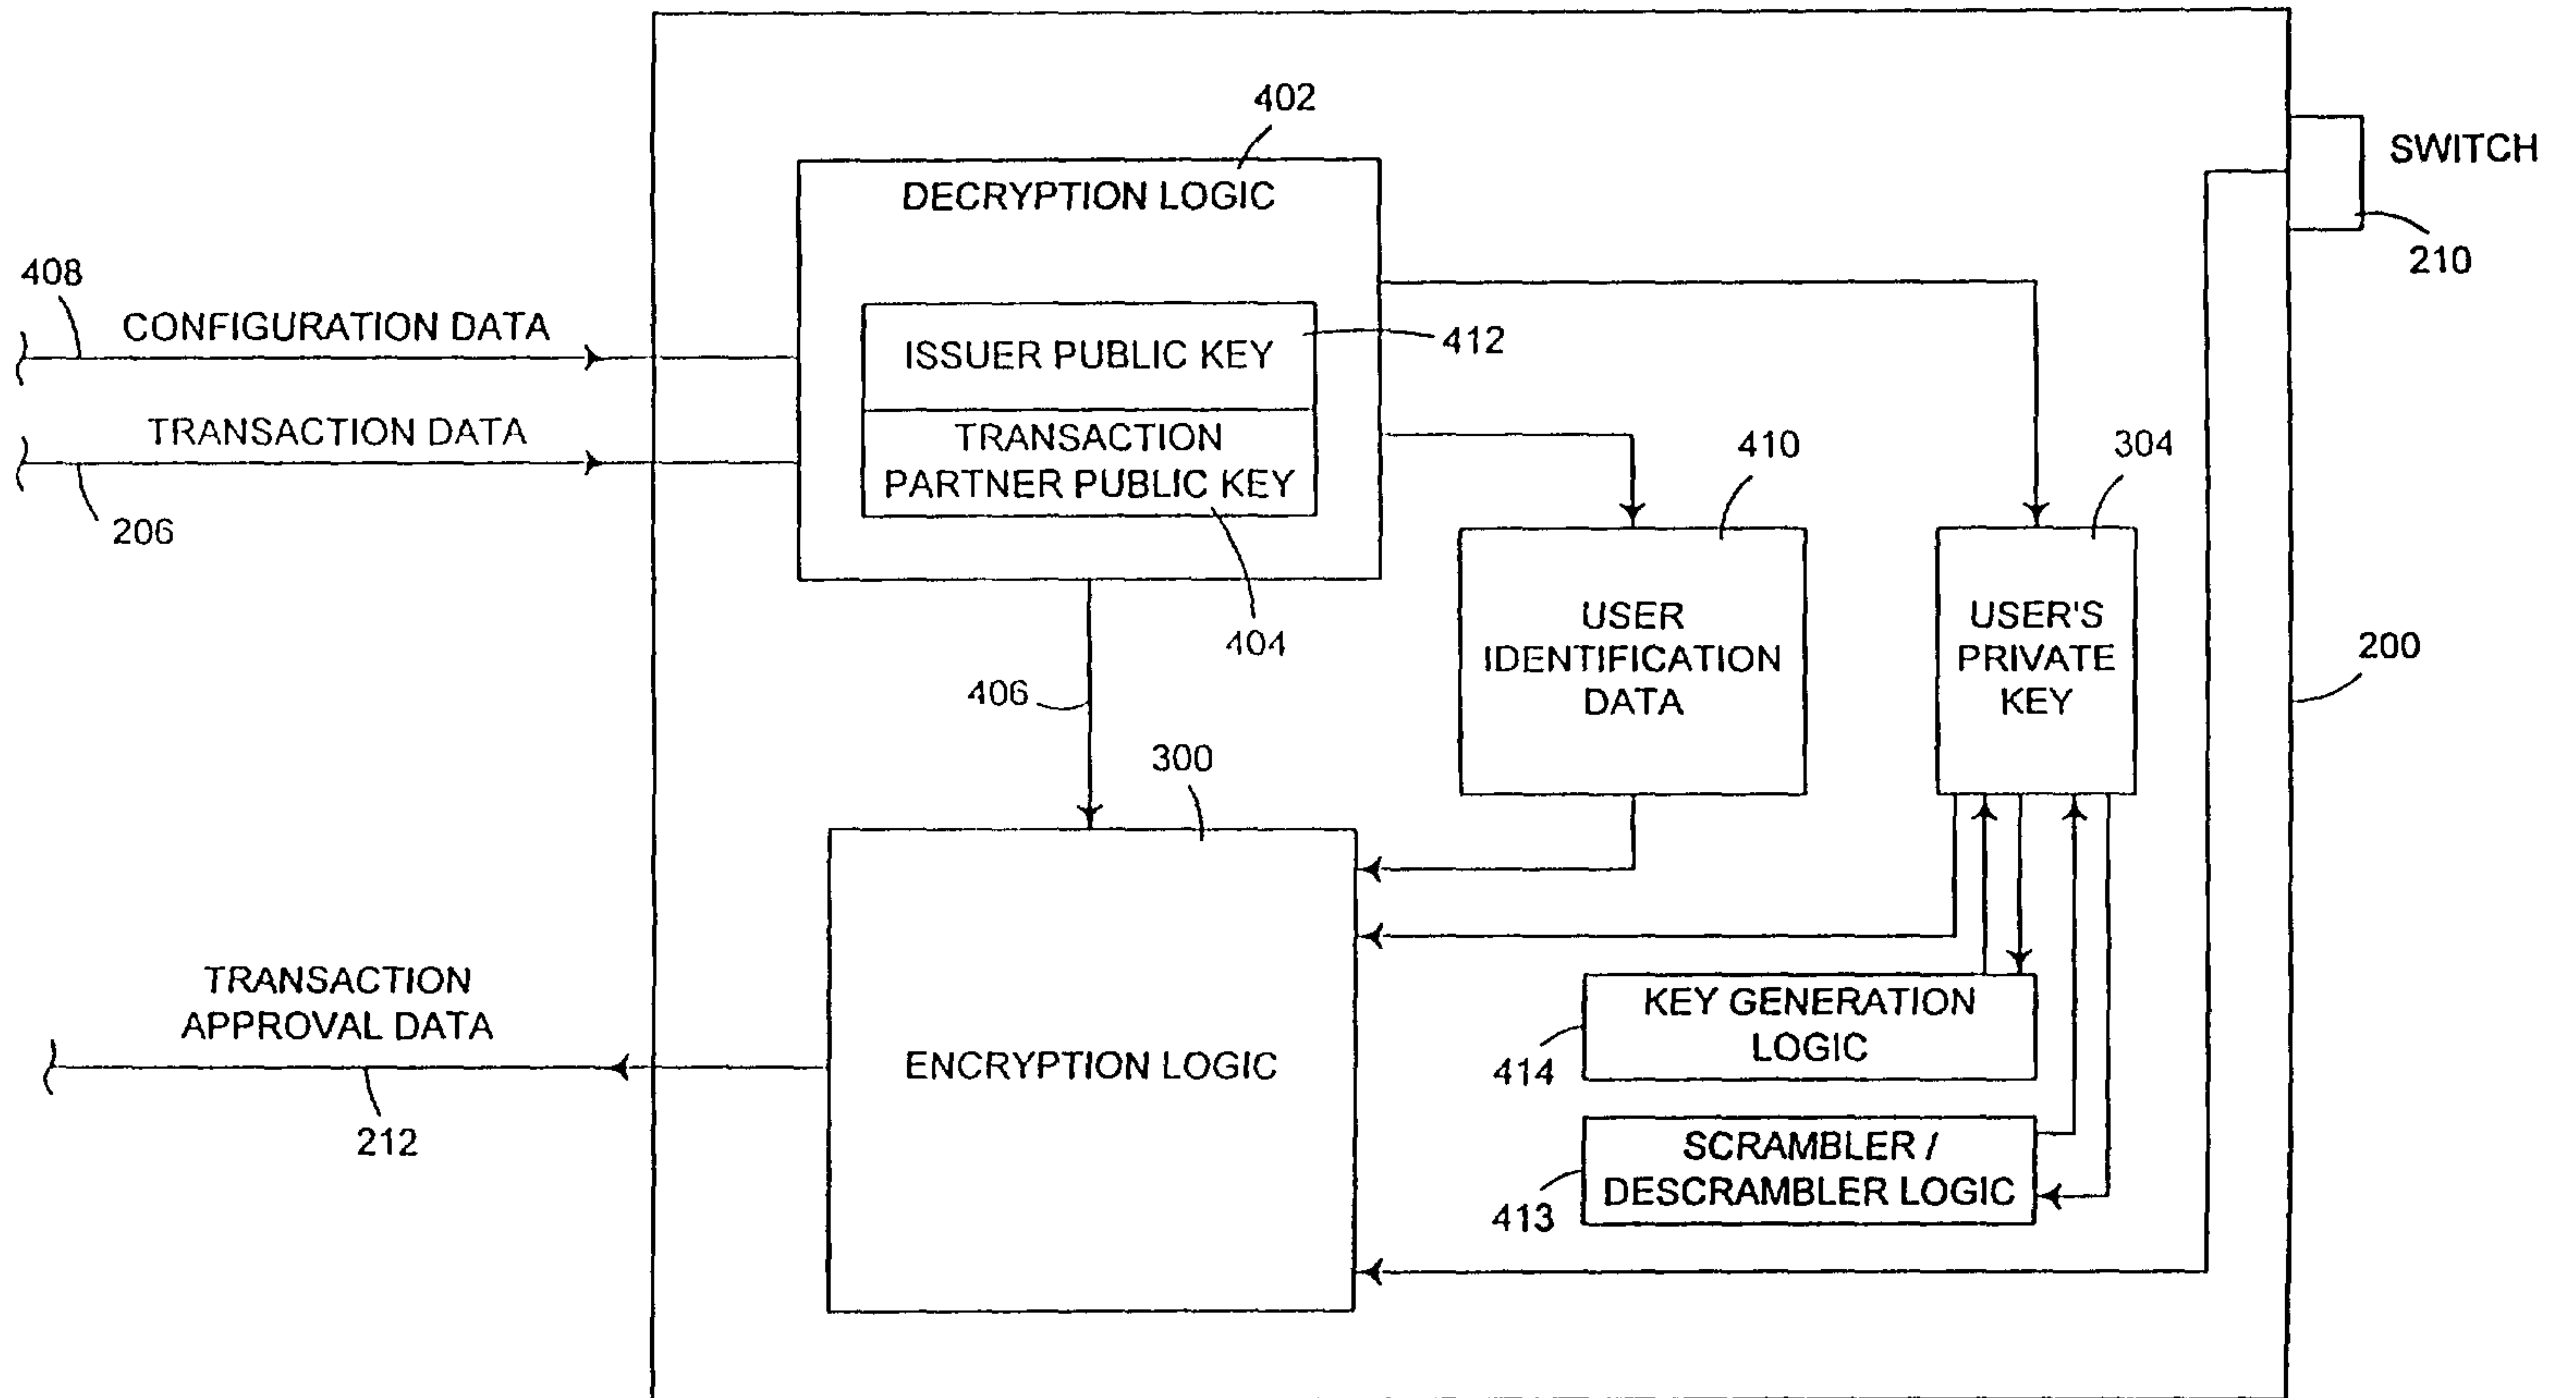 402
DECRYPTION LOGIC
SWITCH
210
408
CONFIGURATION DATA
ISSUER PUBLIC KEY
412
TRANSACTION DATA
206
TRANSACTION
PARTNER PUBLIC KEY
404
410
304
USER
IDENTIFICATION
DATA
USER'S
PRIVATE
KEY
200
406
300
ENCRYPTION LOGIC
TRANSACTION
APPROVAL DATA
212
KEY GENERATION
LOGIC
414
SCRAMBLER /
DESCRAMBLER LOGIC
413